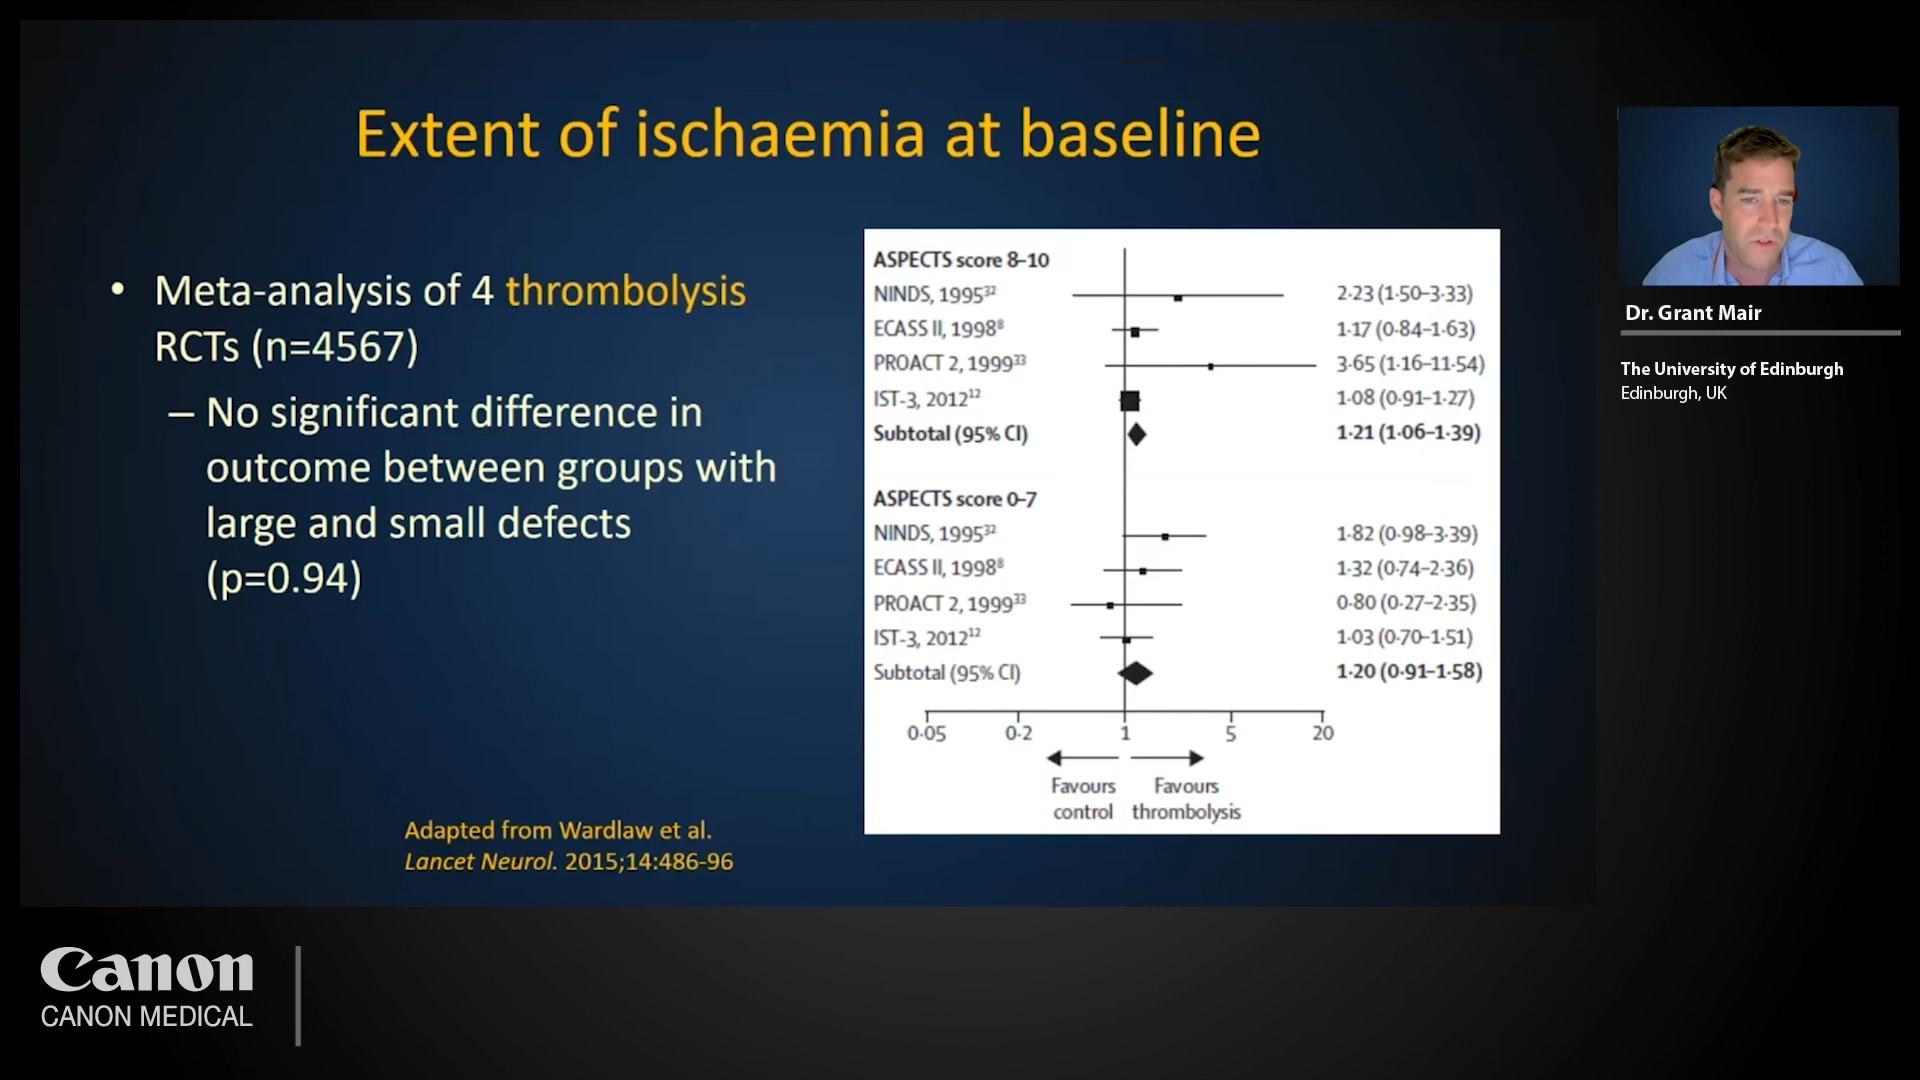 Extent of ischaemia at baseline
• Meta-analysis of 4 thrombolysis
RCTs (n=4567)
– No significant difference in
outcome between groups with
large and small defects
(p=0.94)
Adapted from Wardlaw et al.
Lancet Neurol. 2015;14:486-96
ASPECTS score 8–10
NINDS, 1995³² 2·23 (1·50–3·33)
ECASS II, 1998⁸ 1·17 (0·84–1·63)
PROACT 2, 1999³³ 3·65 (1·16–11·54)
IST-3, 2012¹² 1·08 (0·91–1·27)
Subtotal (95% CI) 1·21 (1·06–1·39)
ASPECTS score 0–7
NINDS, 1995³² 1·82 (0·98–3·39)
ECASS II, 1998⁸ 1·32 (0·74–2·36)
PROACT 2, 1999³³ 0·80 (0·27–2·35)
IST-3, 2012¹² 1·03 (0·70–1·51)
Subtotal (95% CI) 1·20 (0·91–1·58)
0·05 0·2 1 5 20
Favours Favours
control thrombolysis
Dr. Grant Mair
The University of Edinburgh
Edinburgh, UK
Canon
CANON MEDICAL